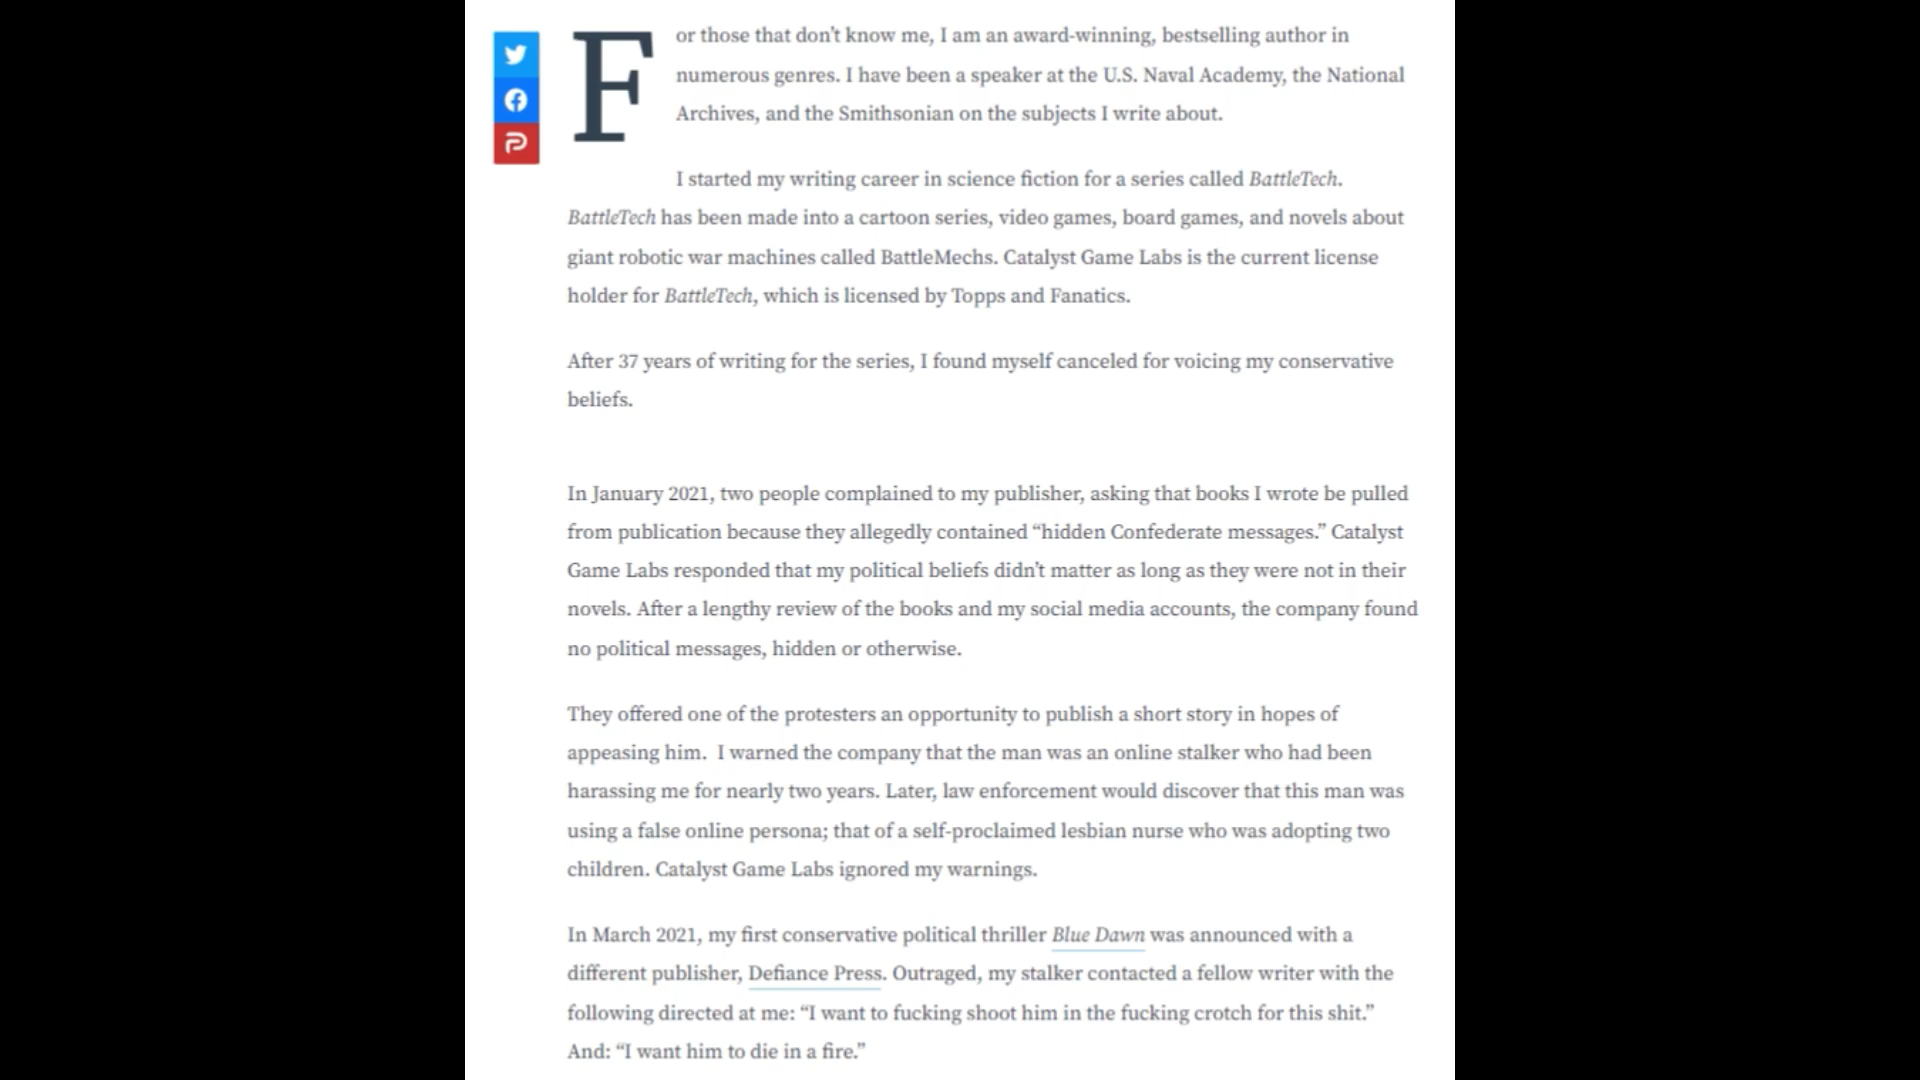 For those that don't know me, I am an award-winning, bestselling author in
numerous genres. I have been a speaker at the U.S. Naval Academy, the National
Archives, and the Smithsonian on the subjects I write about.
I started my writing career in science fiction for a series called BattleTech.
BattleTech has been made into a cartoon series, video games, board games, and novels about
giant robotic war machines called BattleMechs. Catalyst Game Labs is the current license
holder for BattleTech, which is licensed by Topps and Fanatics.
After 37 years of writing for the series, I found myself canceled for voicing my conservative
beliefs.
In January 2021, two people complained to my publisher, asking that books I wrote be pulled
from publication because they allegedly contained “hidden Confederate messages.” Catalyst
Game Labs responded that my political beliefs didn't matter as long as they were not in their
novels. After a lengthy review of the books and my social media accounts, the company found
no political messages, hidden or otherwise.
They offered one of the protesters an opportunity to publish a short story in hopes of
appeasing him.  I warned the company that the man was an online stalker who had been
harassing me for nearly two years. Later, law enforcement would discover that this man was
using a false online persona; that of a self-proclaimed lesbian nurse who was adopting two
children. Catalyst Game Labs ignored my warnings.
In March 2021, my first conservative political thriller Blue Dawn was announced with a
different publisher, Defiance Press. Outraged, my stalker contacted a fellow writer with the
following directed at me: “I want to fucking shoot him in the fucking crotch for this shit.”
And: “I want him to die in a fire.”